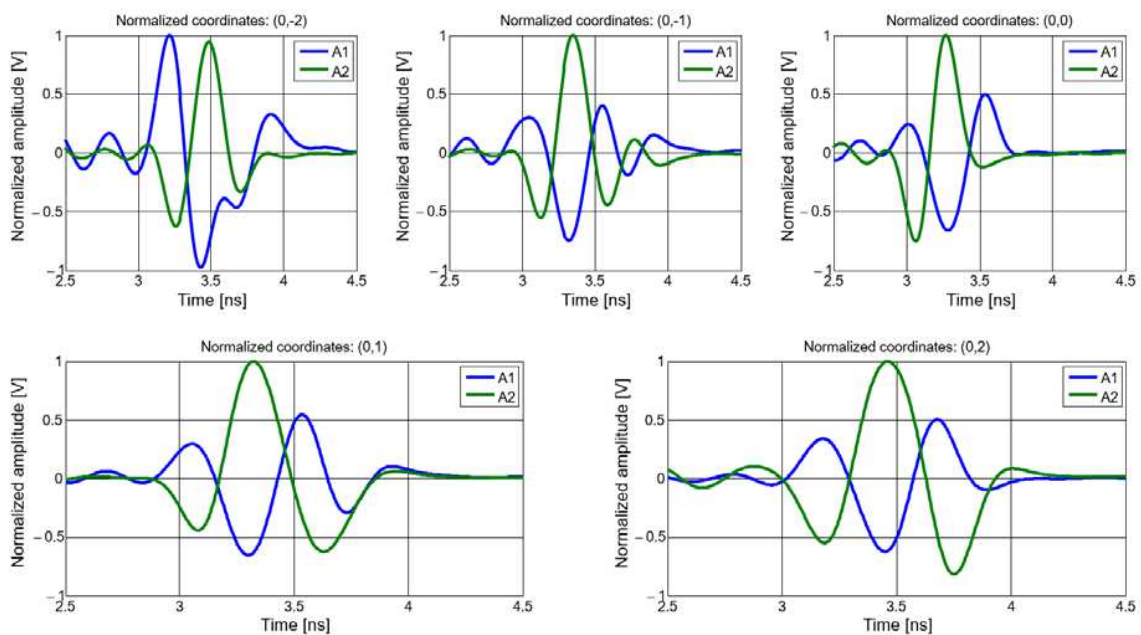 Normalized coordinates: (0,-2)
Normalized amplitude [V]
1
0.5
0
−0.5
−1
2.5 3 3.5 4 4.5
Time [ns]
A1
A2
Normalized coordinates: (0,-1)
Normalized amplitude [V]
1
0.5
0
−0.5
−1
2.5 3 3.5 4 4.5
Time [ns]
A1
A2
Normalized coordinates: (0,0)
Normalized amplitude [V]
1
0.5
0
−0.5
−1
2.5 3 3.5 4 4.5
Time [ns]
A1
A2
Normalized coordinates: (0,1)
Normalized amplitude [V]
1
0.5
0
−0.5
−1
2.5 3 3.5 4 4.5
Time [ns]
A1
A2
Normalized coordinates: (0,2)
Normalized amplitude [V]
1
0.5
0
−0.5
−1
2.5 3 3.5 4 4.5
Time [ns]
A1
A2